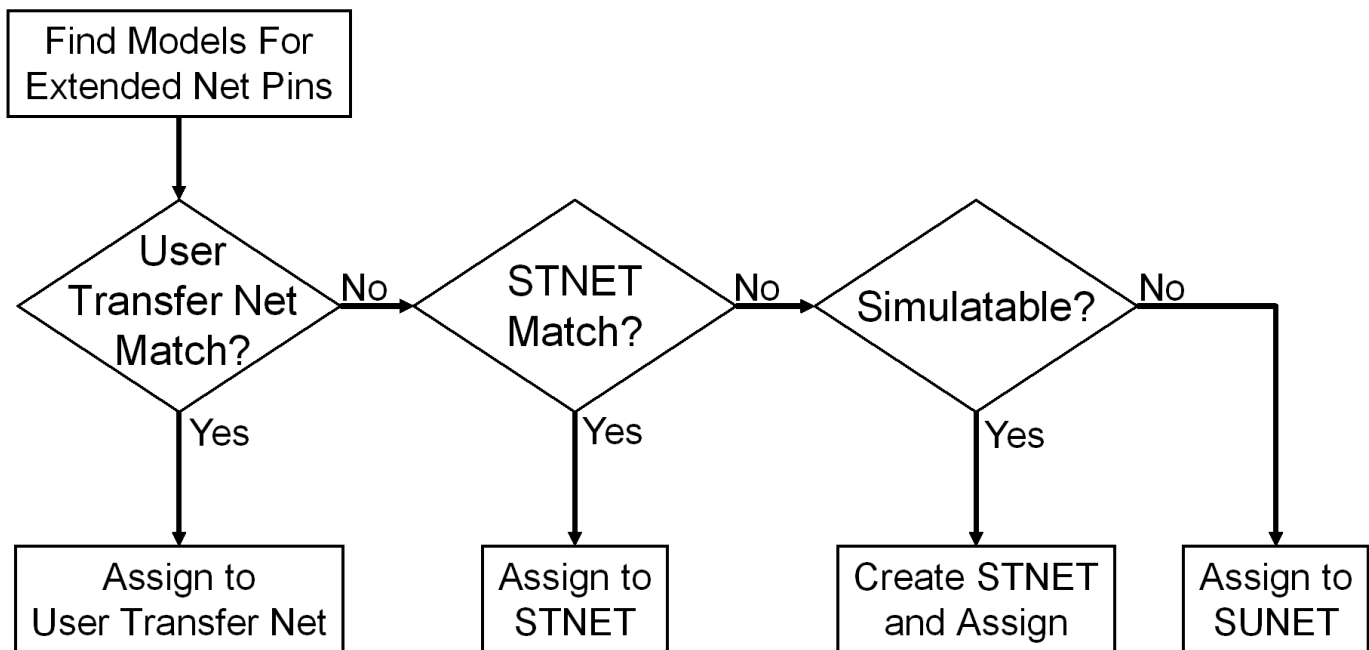 Find Models For
Extended Net Pins
User
Transfer Net
Match?
No
STNET
Match?
No
Simulatable?
No
Yes
Yes
Yes
Assign to
User Transfer Net
Assign to
STNET
Create STNET
and Assign
Assign to
SUNET